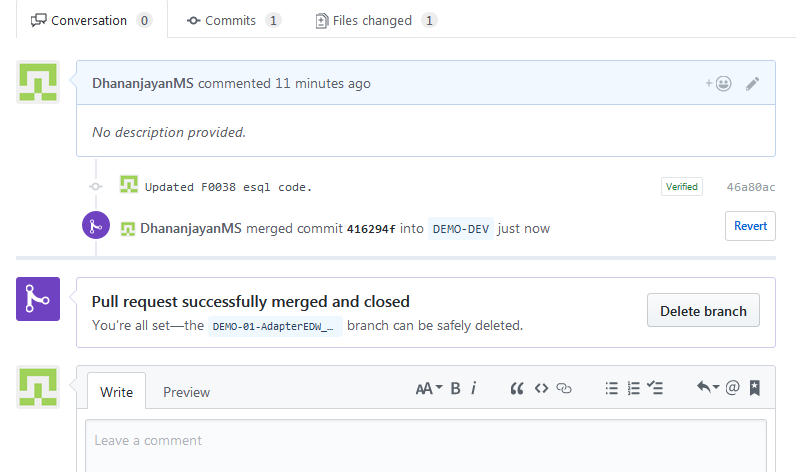 Conversation 0 Commits 1 Files changed 1
DhananjayanMS commented 11 minutes ago
No description provided.
Updated F0038 esql code. Verified 46a80ac
DhananjayanMS merged commit 416294f into DEMO-DEV just now Revert
Pull request successfully merged and closed
You're all set—the DEMO-01-AdapterEDW_… branch can be safely deleted. Delete branch
Write Preview AA B i @
Leave a comment